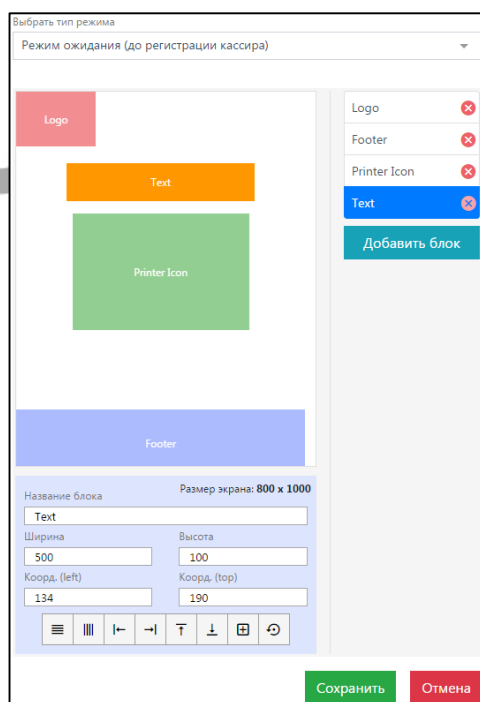 Выбрать тип режима
Режим ожидания (до регистрации кассира)
Logo
Text
Printer Icon
Footer
Logo
Footer
Printer Icon
Text
Добавить блок
Размер экрана: 800 x 1000
Название блока
Text
Ширина Высота
500 100
Коорд. (left) Коорд. (top)
134 190
Сохранить Отмена